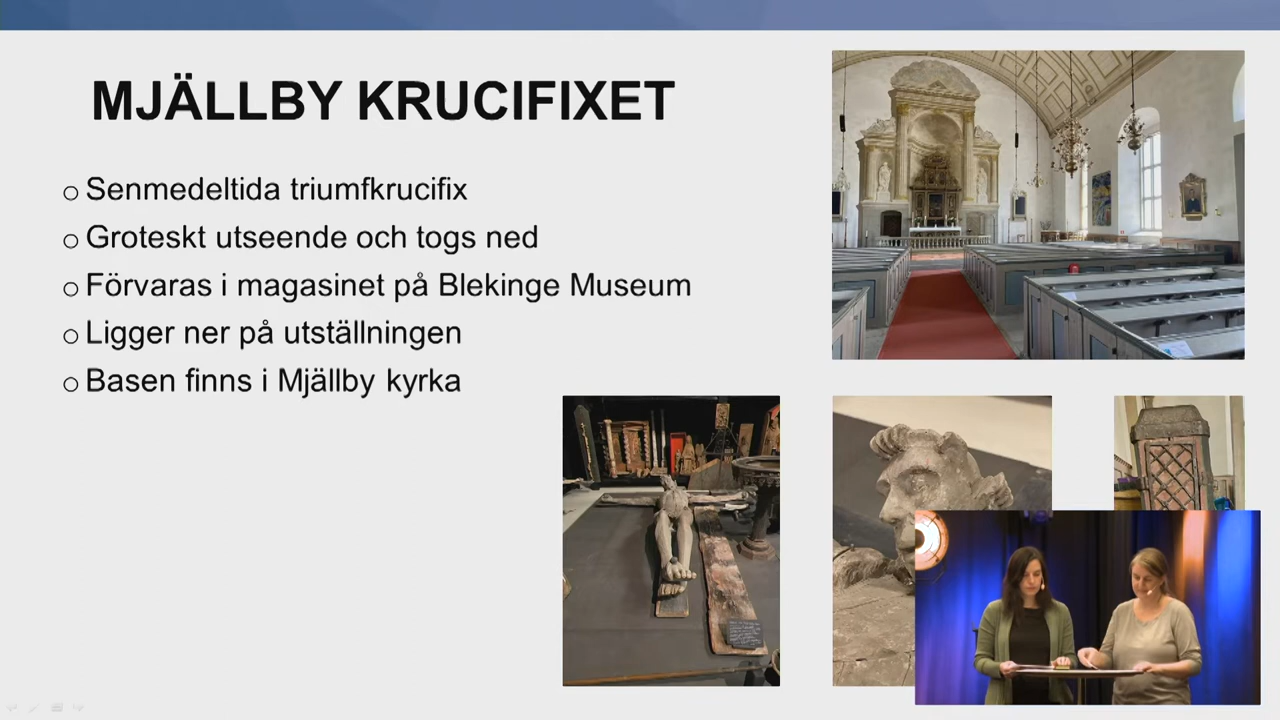 MJÄLLBY KRUCIFIXET
Senmedeltida triumfkrucifix
Groteskt utseende och togs ned
Förvaras i magasinet på Blekinge Museum
Ligger ner på utställningen
Basen finns i Mjällby kyrka